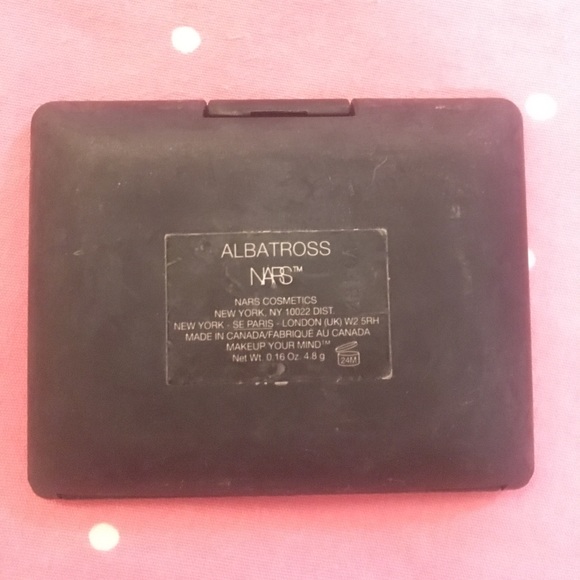 ALBATROSS
NARS™
NARS COSMETICS
NEW YORK, NY 10022 DIST.
NEW YORK - SE PARIS - LONDON (UK) W2 5RH
MADE IN CANADA/FABRIQUE AU CANADA
MAKEUP YOUR MIND™
Net Wt. 0.16 Oz. 4.8 g
24M